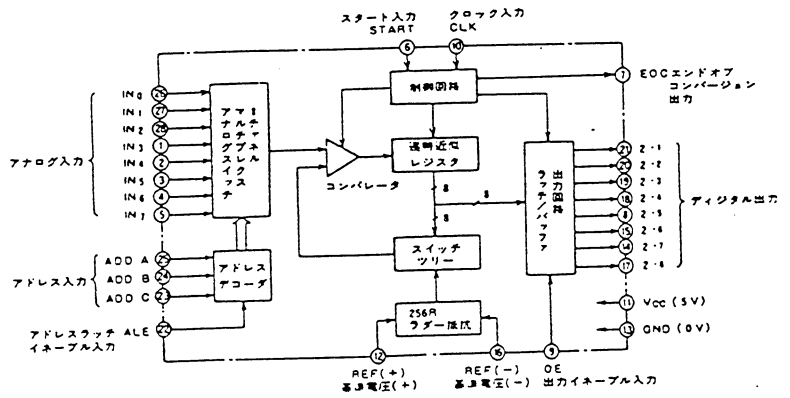 スタート入力
START
クロック入力
CLK
6
10
制御回路
7
EOC エンドオブ
コンバージョン
出力
アナログ入力
IN0 26
IN1 27
IN2 28
IN3 1
IN4 2
IN5 3
IN6 4
IN7 5
マルチプレクス
アナログスイッチ
コンパレータ
逐時近似
レジスタ
8
8
8
スイッチ
ツリー
256R
ラダー抵抗
出力回路
ラッチ/バッファ
21 2-1
20 2-2
19 2-3
18 2-4
8 2-5
15 2-6
14 2-7
17 2-8
ディジタル出力
アドレス入力
ADD A 25
ADD B 24
ADD C 23
アドレス
デコーダ
アドレスラッチ ALE 22
イネーブル入力
11 VCC (5V)
13 GND (0V)
12
16
9
REF(+)
基準電圧(+)
REF(-)
基準電圧(-)
OE
出力イネーブル入力